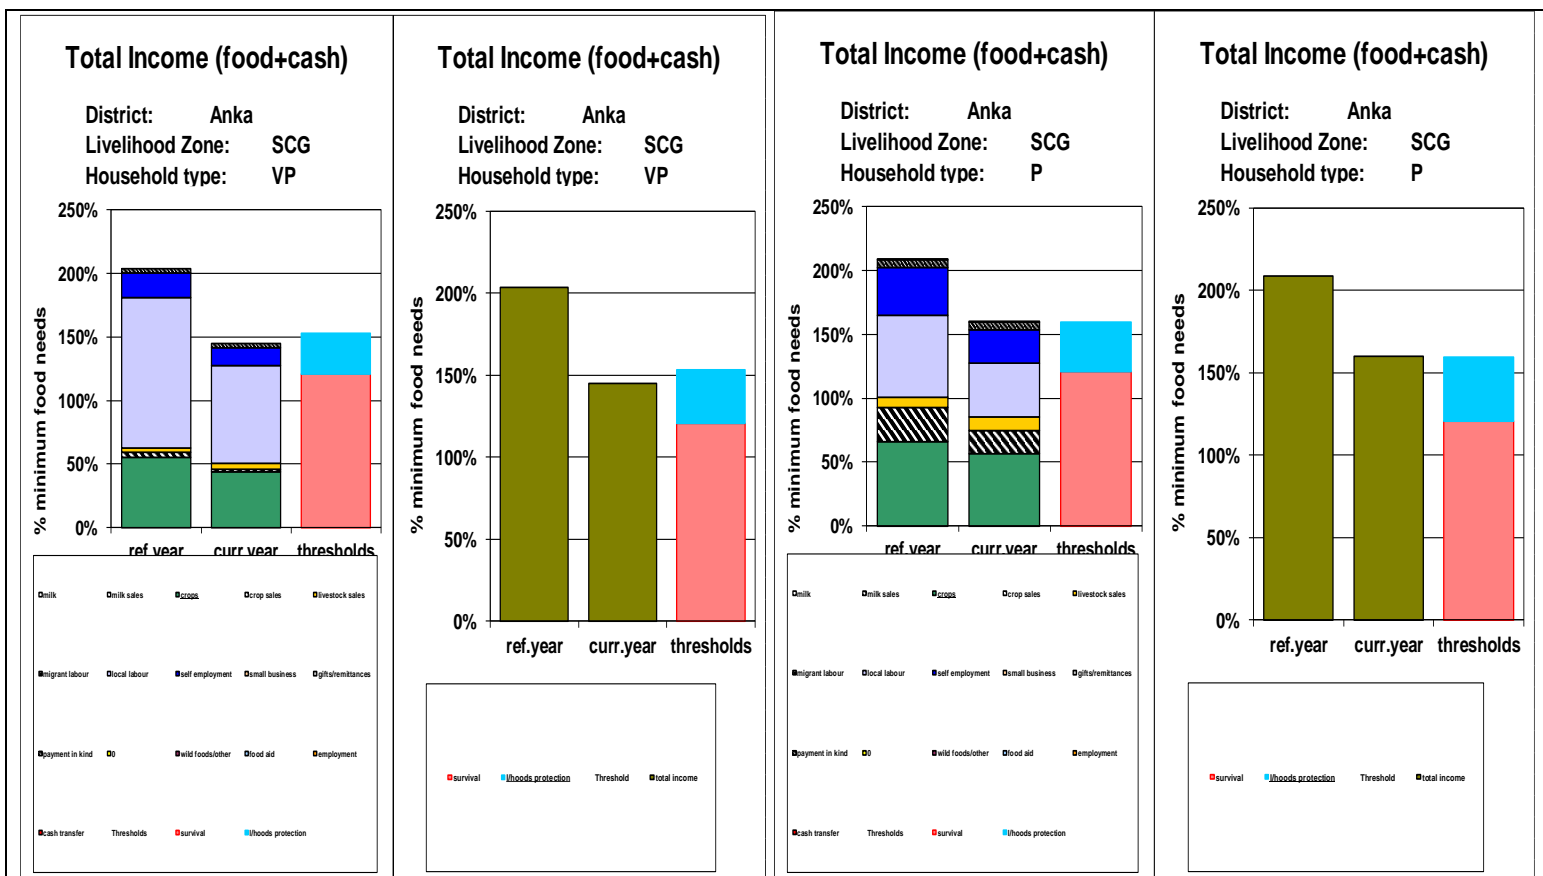 Total Income (food+cash)
District: Anka
Livelihood Zone: SCG
Household type: VP
250%
200%
150%
100%
50%
0%
% minimum food needs
ref.year curr.year thresholds
milk milk sales crops crop sales livestock sales
migrant labour local labour self employment small business gifts/remittances
payment in kind 0 wild foods/other food aid employment
cash transfer Thresholds survival l/hoods protection
Total Income (food+cash)
District: Anka
Livelihood Zone: SCG
Household type: VP
250%
200%
150%
100%
50%
0%
% minimum food needs
ref.year curr.year thresholds
survival l/hoods protection Threshold total income
Total Income (food+cash)
District: Anka
Livelihood Zone: SCG
Household type: P
250%
200%
150%
100%
50%
0%
% minimum food needs
ref.year curr.year thresholds
milk milk sales crops crop sales livestock sales
migrant labour local labour self employment small business gifts/remittances
payment in kind 0 wild foods/other food aid employment
cash transfer Thresholds survival l/hoods protection
Total Income (food+cash)
District: Anka
Livelihood Zone: SCG
Household type: P
250%
200%
150%
100%
50%
0%
% minimum food needs
ref.year curr.year thresholds
survival l/hoods protection Threshold total income